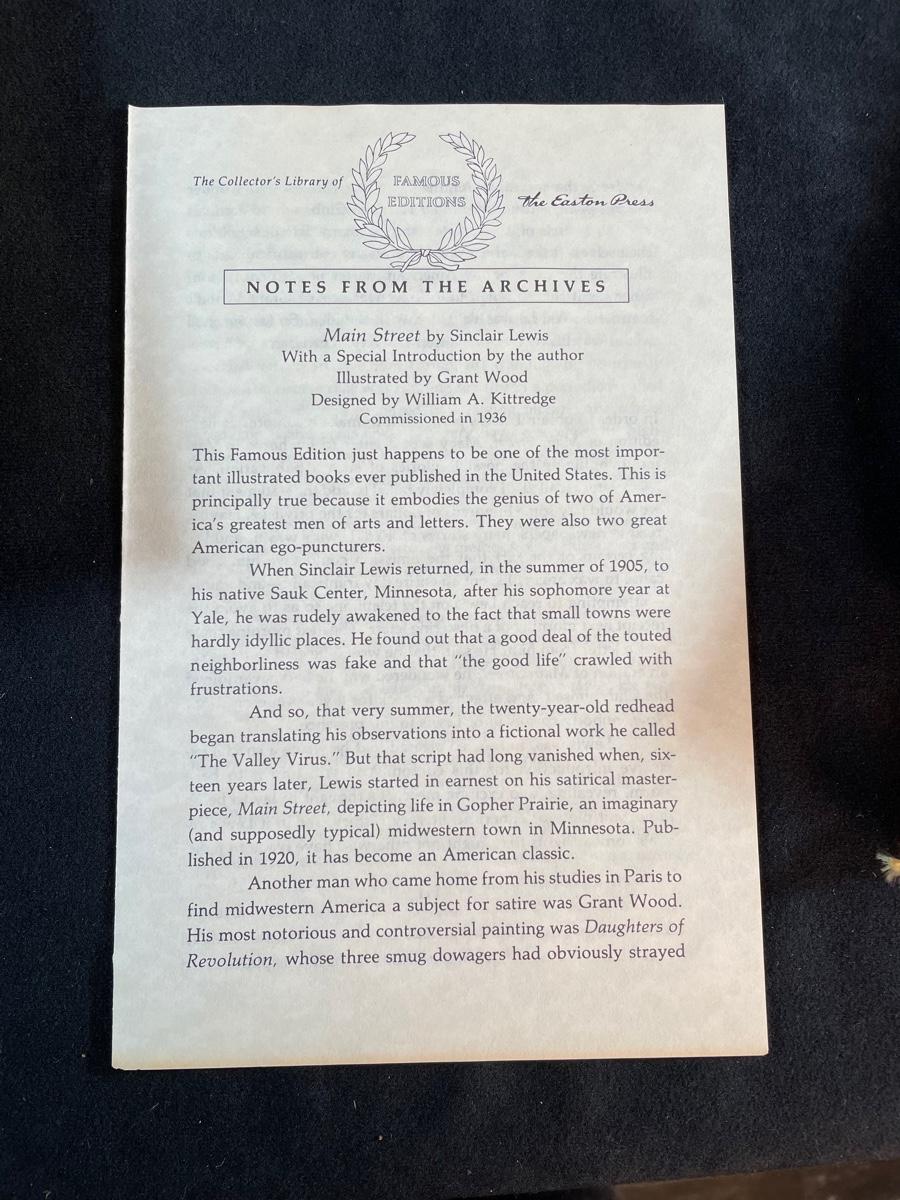 The Collector's Library of
FAMOUS
EDITIONS
The Easton Press
NOTES FROM THE ARCHIVES
Main Street by Sinclair Lewis
With a Special Introduction by the author
Illustrated by Grant Wood
Designed by William A. Kittredge
Commissioned in 1936
This Famous Edition just happens to be one of the most impor-
tant illustrated books ever published in the United States. This is
principally true because it embodies the genius of two of Amer-
ica's greatest men of arts and letters. They were also two great
American ego-puncturers.
When Sinclair Lewis returned, in the summer of 1905, to
his native Sauk Center, Minnesota, after his sophomore year at
Yale, he was rudely awakened to the fact that small towns were
hardly idyllic places. He found out that a good deal of the touted
neighborliness was fake and that "the good life" crawled with
frustrations.
And so, that very summer, the twenty-year-old redhead
began translating his observations into a fictional work he called
"The Valley Virus." But that script had long vanished when, six-
teen years later, Lewis started in earnest on his satirical master-
piece, Main Street, depicting life in Gopher Prairie, an imaginary
(and supposedly typical) midwestern town in Minnesota. Pub-
lished in 1920, it has become an American classic.
Another man who came home from his studies in Paris to
find midwestern America a subject for satire was Grant Wood.
His most notorious and controversial painting was Daughters of
Revolution, whose three smug dowagers had obviously strayed